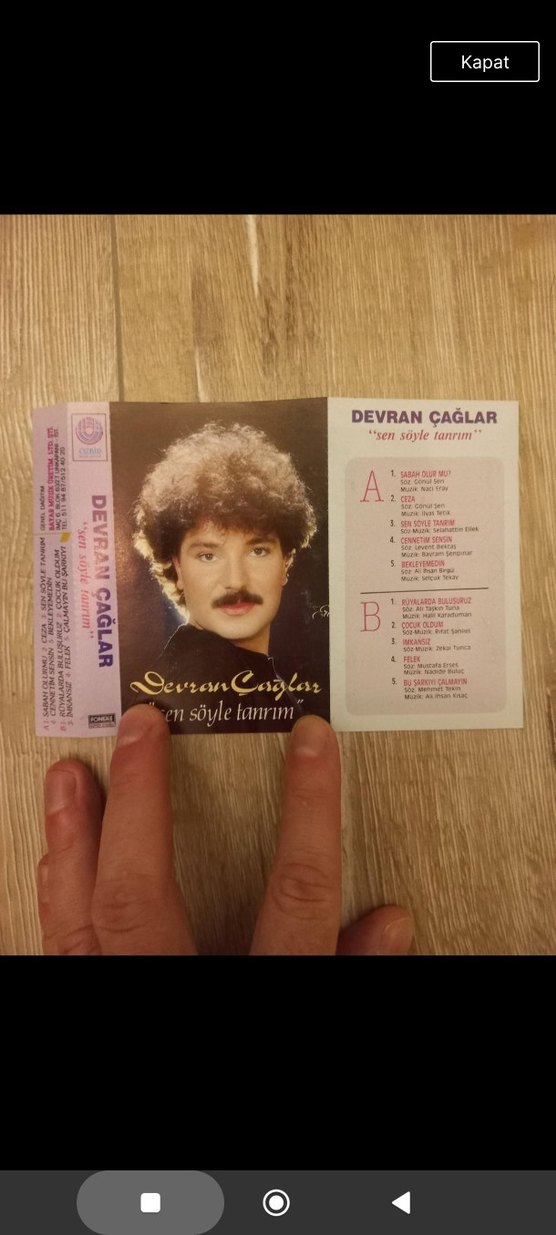 Kapat
DEVRAN ÇAĞLAR
"sen söyle tanrım"
Devran Çağlar
"sen söyle tanrım"
DEVRAN ÇAĞLAR
"sen söyle tanrım"
A
1. SABAH OLUR MU?
Söz: Gönül Şen
Müzik: Naci Eray
2. CEZA
Söz: Gönül Şen
Müzik: İlyas Tetik
3. SEN SÖYLE TANRIM
Söz-Müzik: Selahattin
4. CENNETİM SENSİN
Söz: Levent Bektaş
Müzik: Bayram Şenpınar
5. BEKLEYEMEDİN
Söz: Ali İhsan Birgül
Müzik: Selçuk Tekay
B
1. RÜYALARDA BULUŞURUZ
Söz: Ali Taşkın Tuna
Müzik: Halil Karaduman
2. ÇOCUK OLDUM
Söz-Müzik: Rıfat Şanlıel
3. İMKANSIZ
Söz-Müzik: Zekai Tunca
4. FELEK
Söz: Mustafa Erses
Müzik: Nadide Buluç
5. BU ŞARKIYI ÇALMAYIN
Söz: Mehmet Tekin
Müzik: Ali İhsan Kısaç